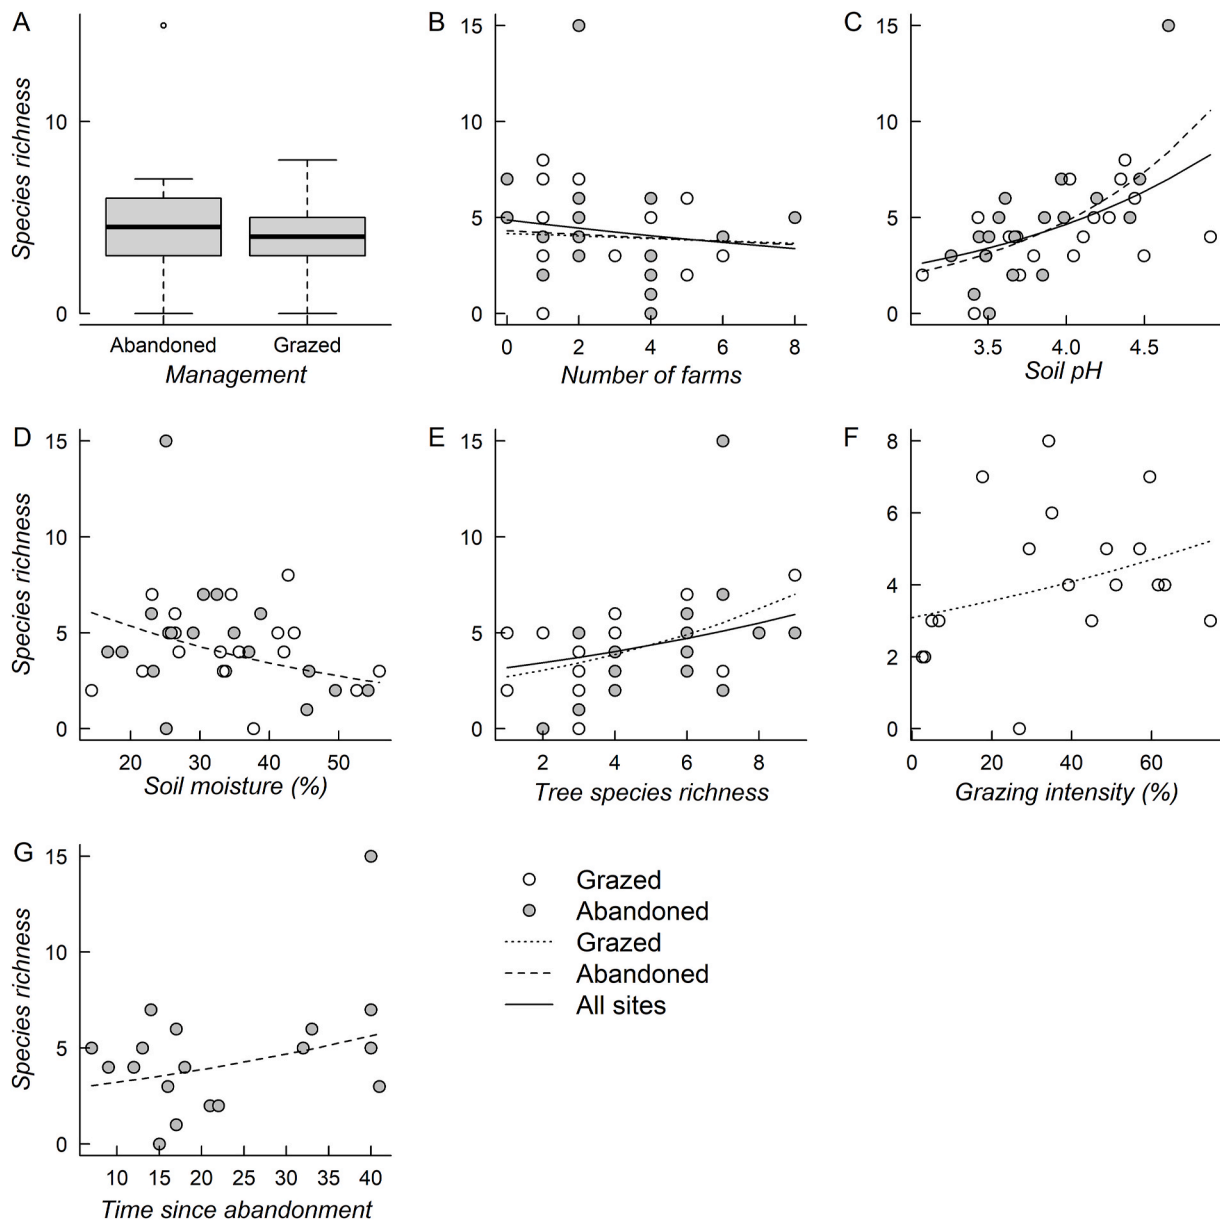 A
Species richness
10
0
Abandoned Grazed
Management
B
15
10
5
0
0 2 4 6 8
Number of farms
C
15
10
5
0
3.5 4.0 4.5
Soil pH
D
Species richness
15
10
5
0
20 30 40 50
Soil moisture (%)
E
15
10
5
0
2 4 6 8
Tree species richness
F
8
6
4
2
0
0 20 40 60
Grazing intensity (%)
G
Species richness
15
10
5
0
10 15 20 25 30 35 40
Time since abandonment
Grazed
Abandoned
Grazed
Abandoned
All sites